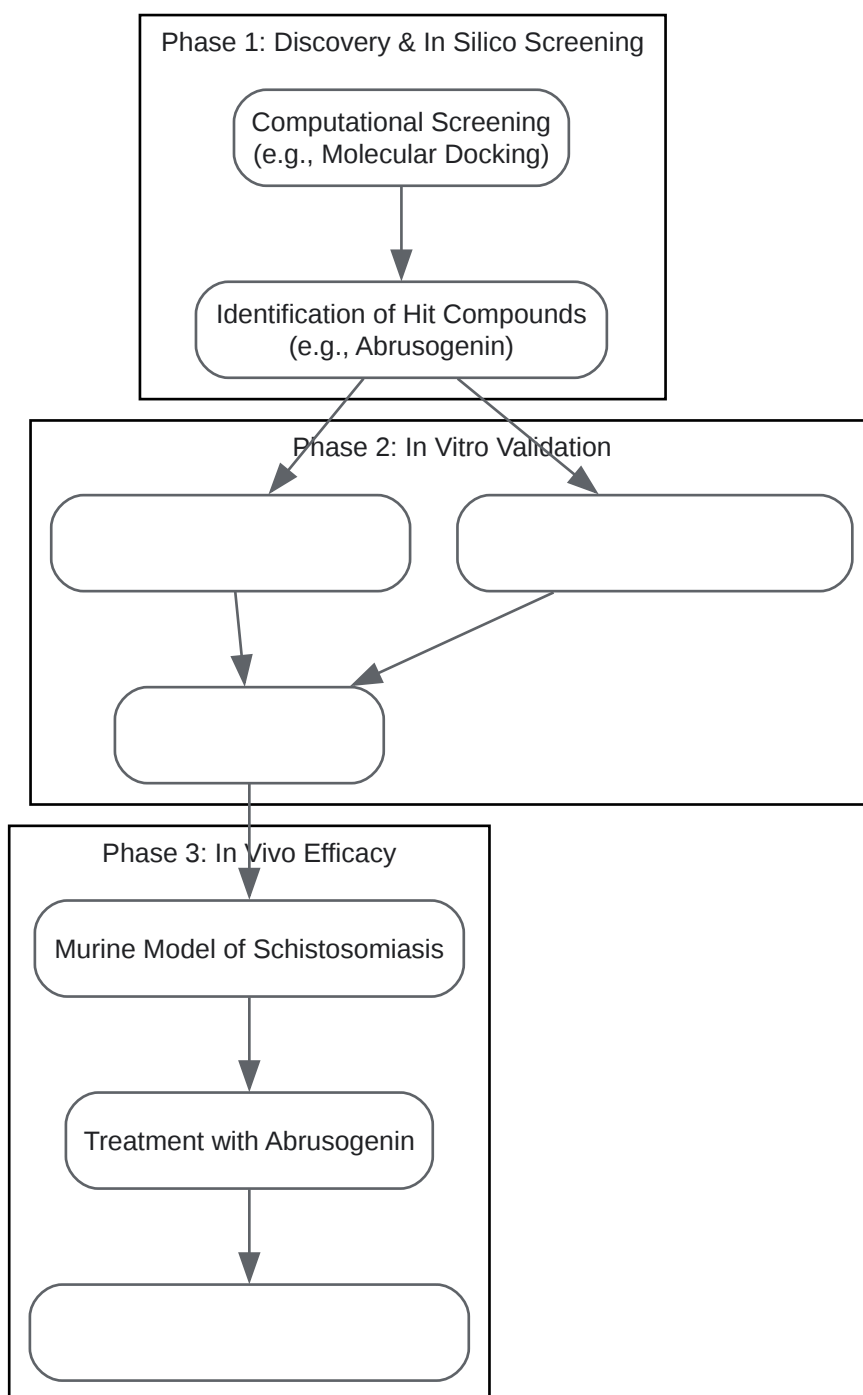 Phase 1: Discovery & In Silico Screening
Computational Screening
(e.g., Molecular Docking)
Identification of Hit Compounds
(e.g., Abrusogenin)
Phase 2: In Vitro Validation
Phase 3: In Vivo Efficacy
Murine Model of Schistosomiasis
Treatment with Abrusogenin